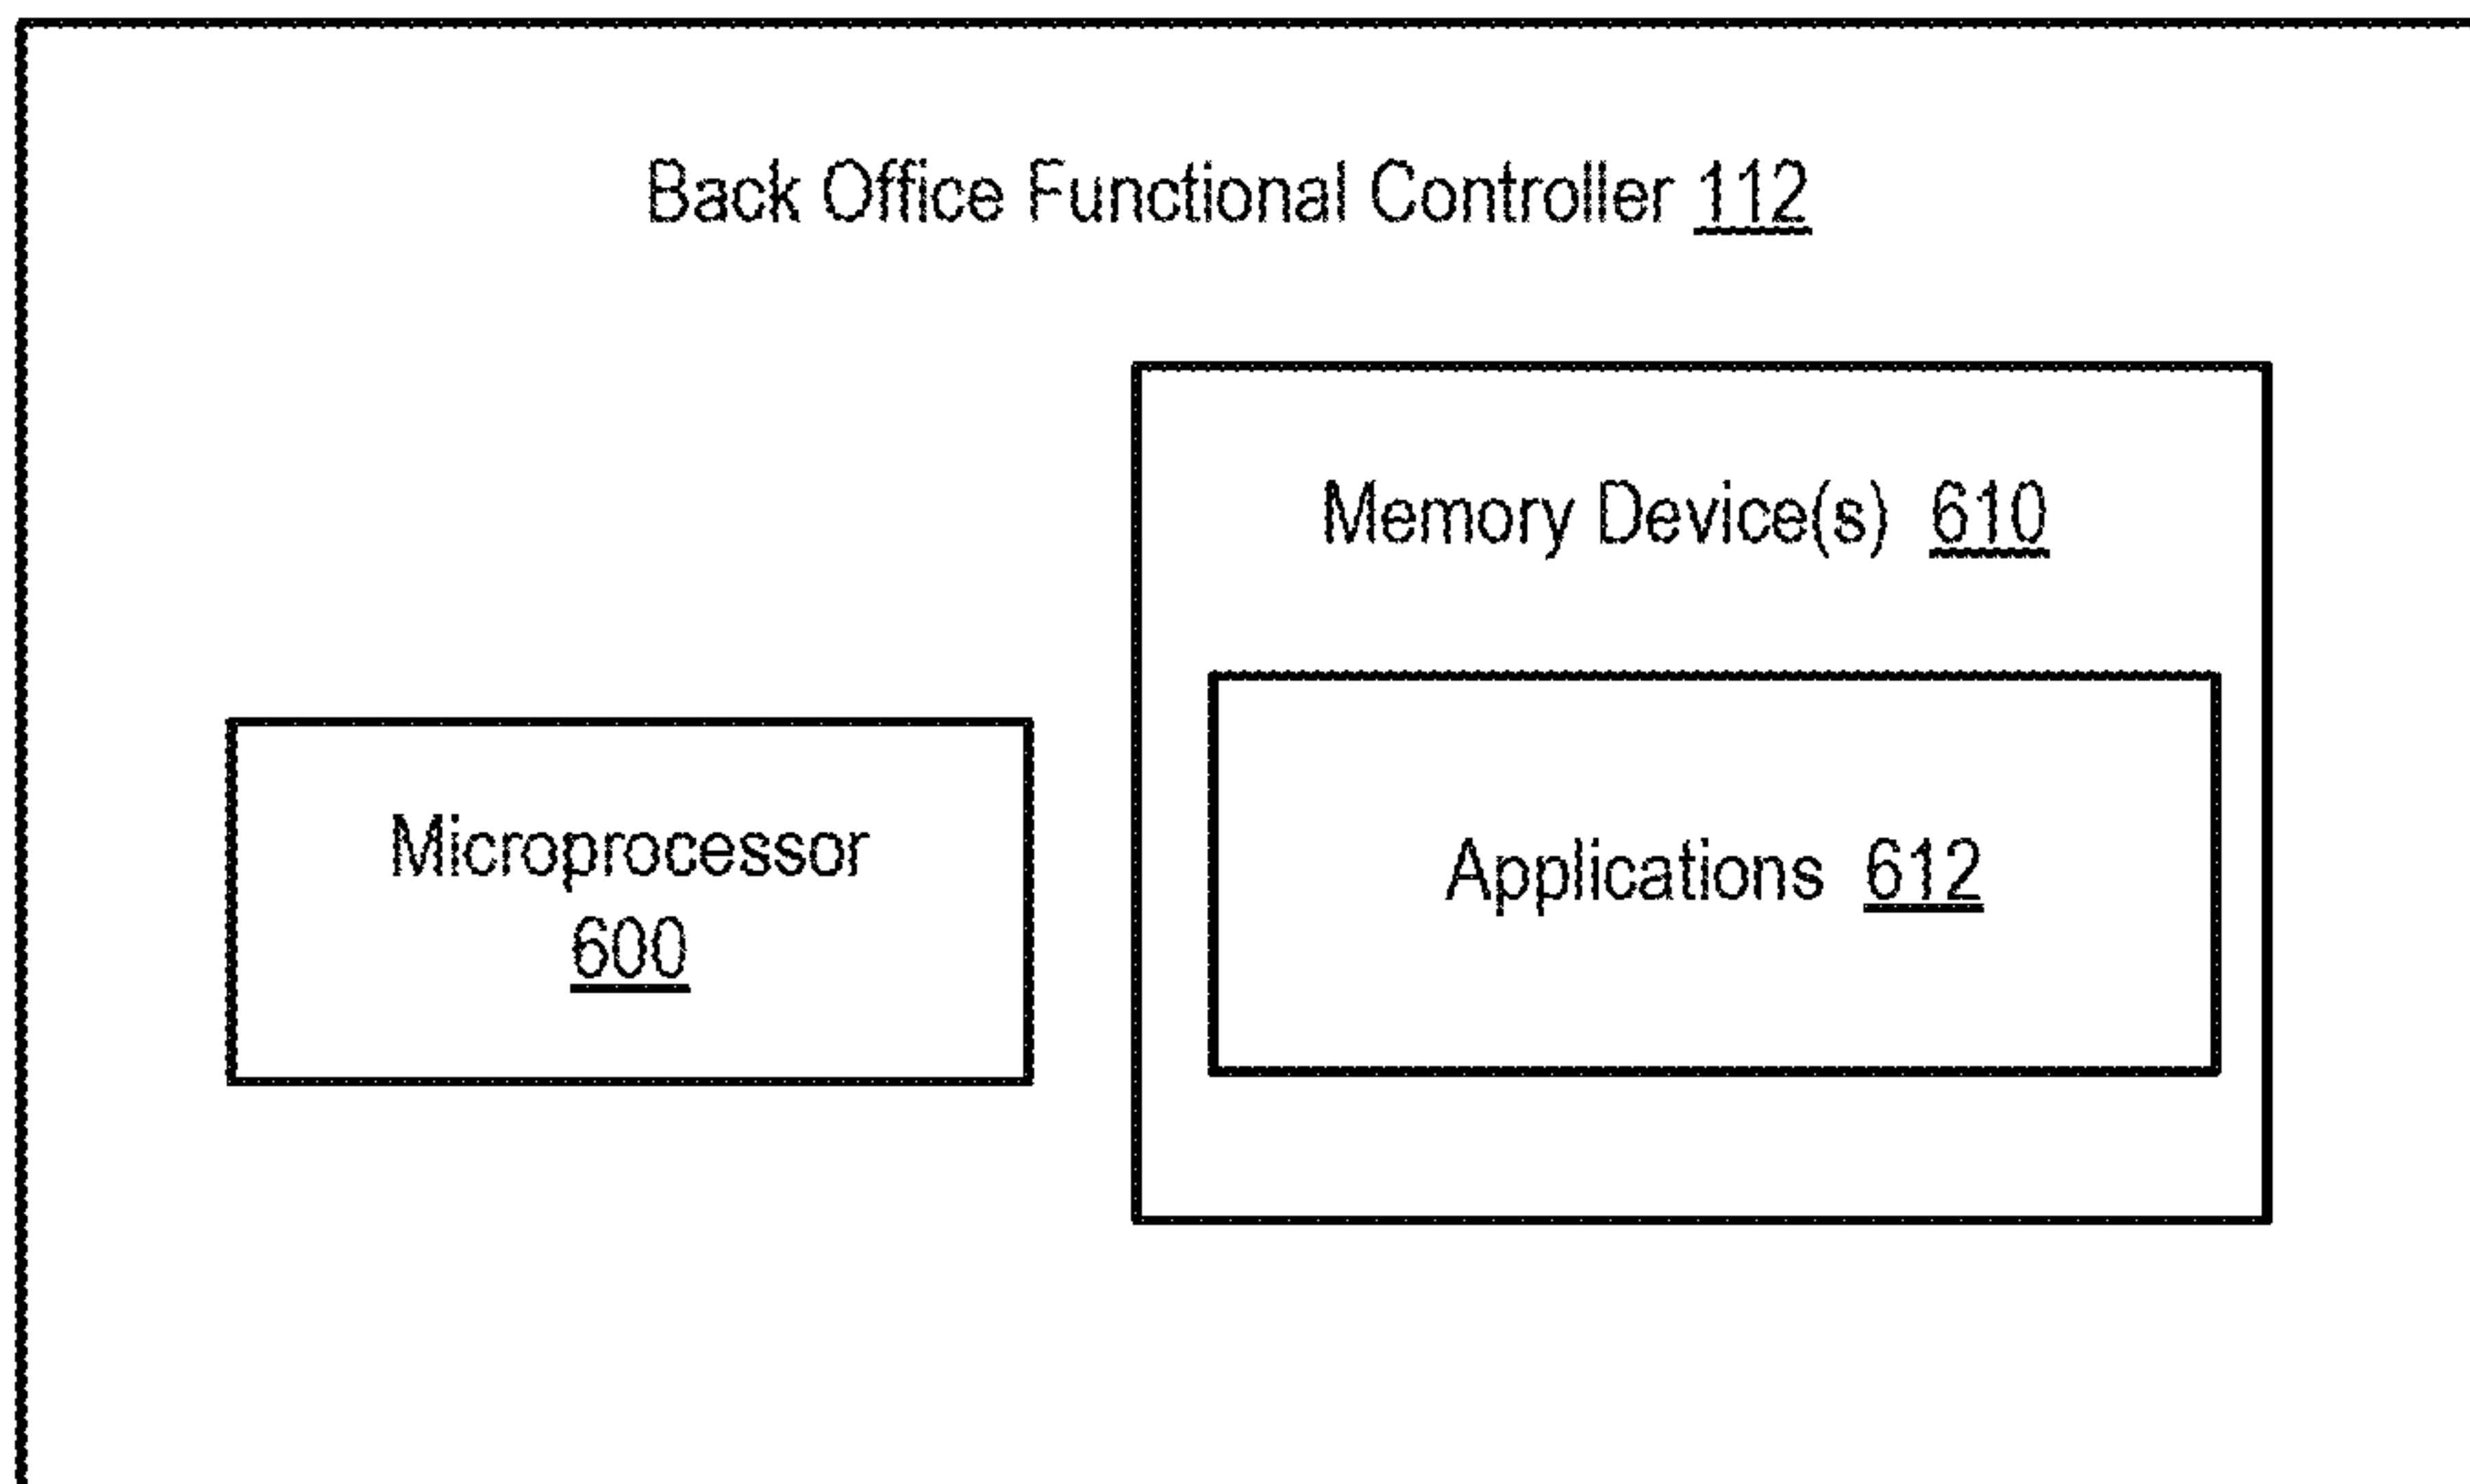 Back Office Functional Controller 112
Memory Device(s) 610
Microprocessor
600
Applications 612